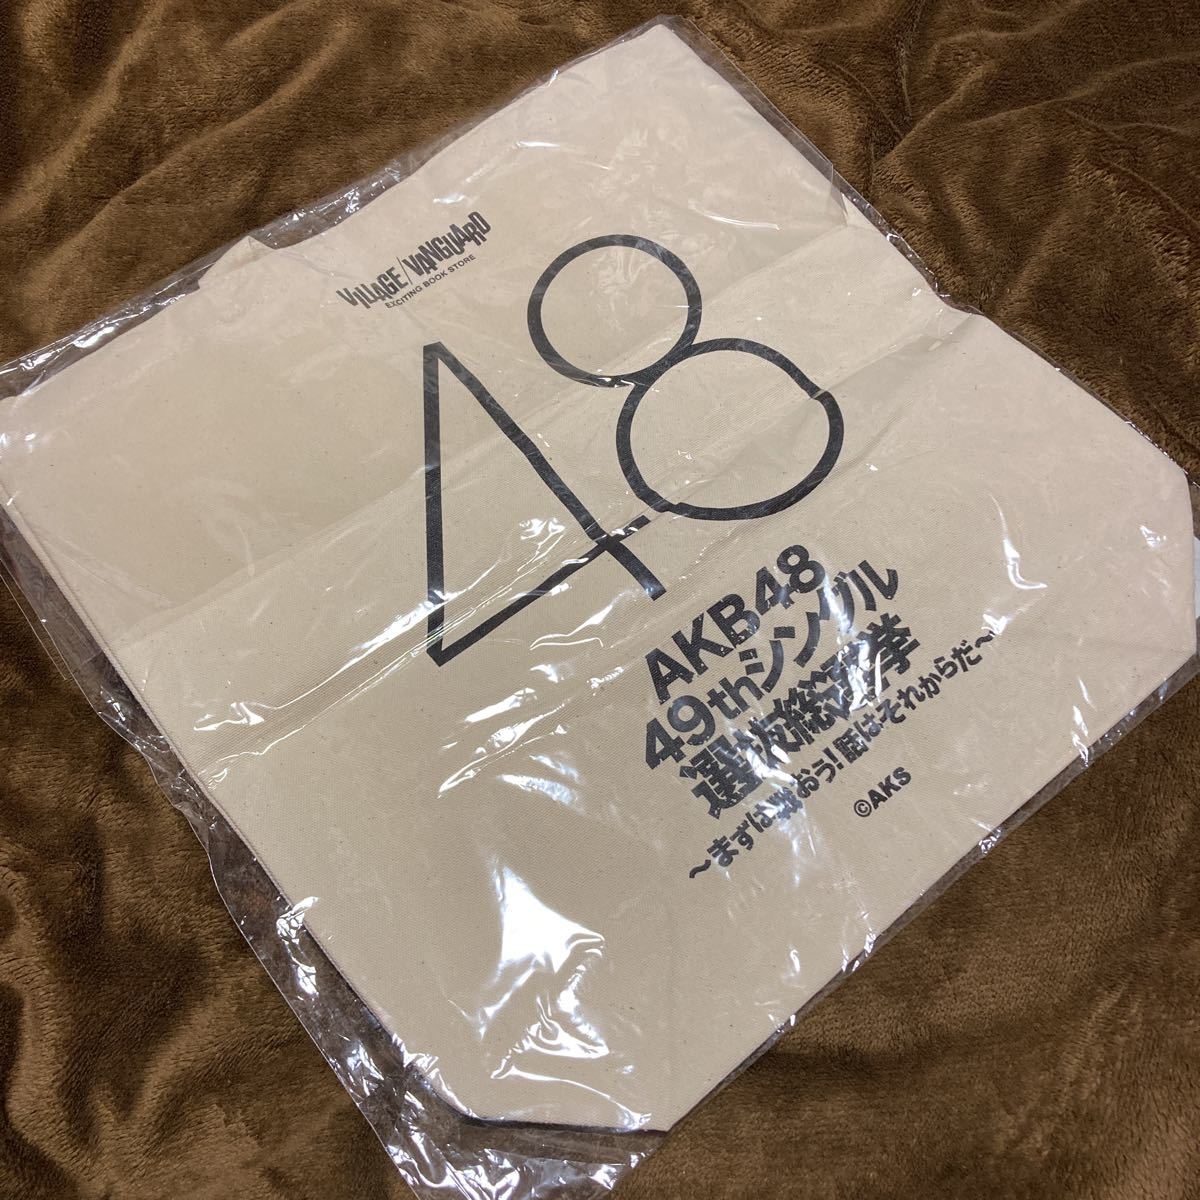 VILLAGE/VANGUARD
EXCITING BOOK STORE
48
AKB48
49thシングル
選抜総選挙
~まずは戦おう!話はそれからだ~
©AKS